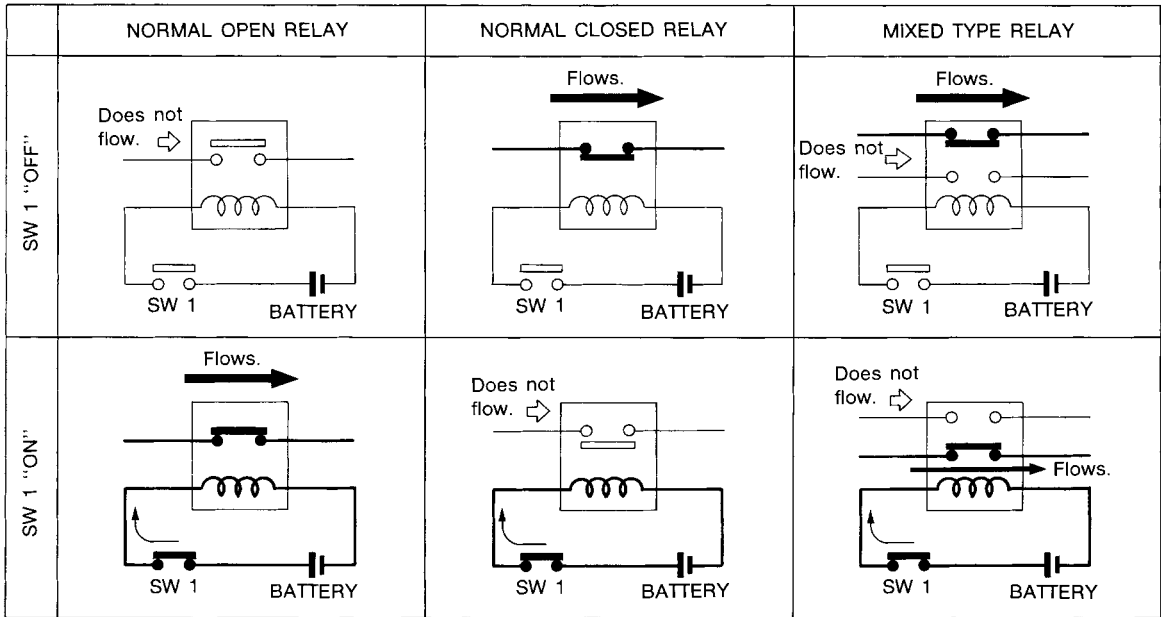 NORMAL OPEN RELAY
NORMAL CLOSED RELAY
MIXED TYPE RELAY
SW 1 "OFF"
Does not
flow.
SW 1
BATTERY
Flows.
SW 1
BATTERY
Flows.
Does not
flow.
SW 1
BATTERY
SW 1 "ON"
Flows.
SW 1
BATTERY
Does not
flow.
SW 1
BATTERY
Does not
flow.
Flows.
SW 1
BATTERY